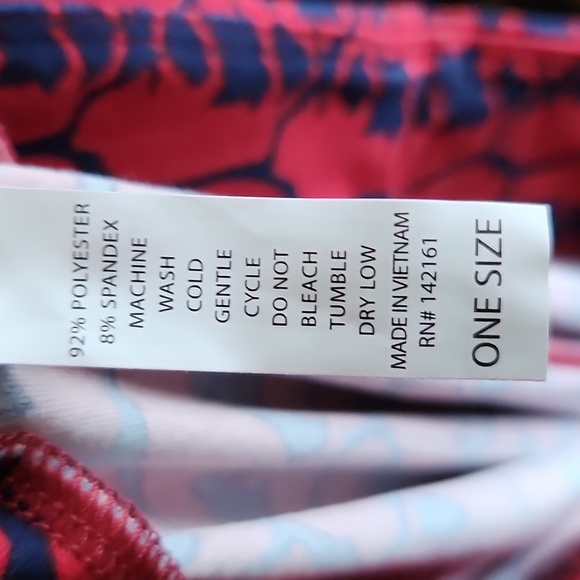 92% POLYESTER
8% SPANDEX
MACHINE
WASH
COLD
GENTLE
CYCLE
DO NOT
BLEACH
TUMBLE
DRY LOW
MADE IN VIETNAM
RN# 142161
ONE SIZE